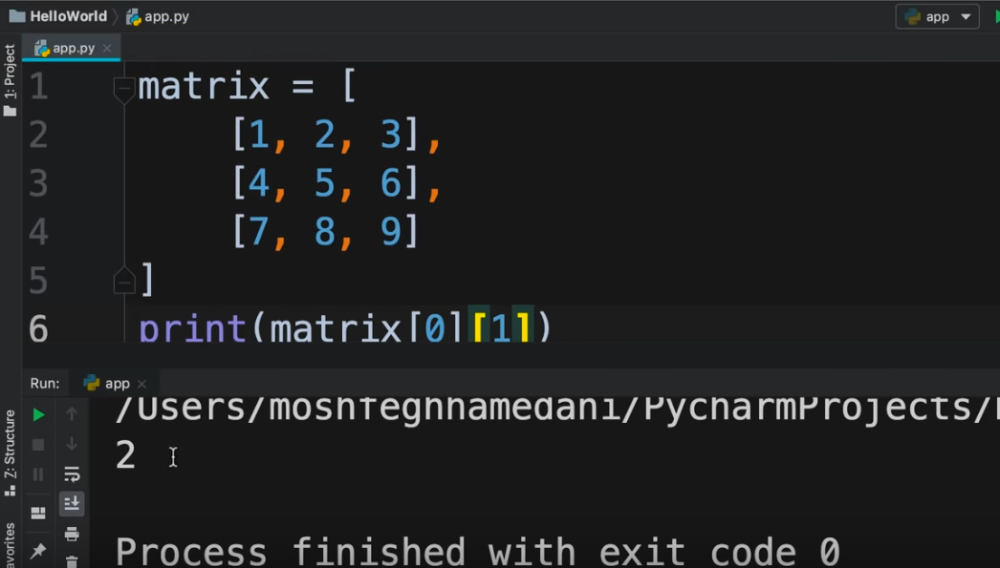 HelloWorld app.py app
app.py
1: Project
1 matrix = [
2 [1, 2, 3],
3 [4, 5, 6],
4 [7, 8, 9]
5 ]
6 print(matrix[0][1])
Run: app
/Users/moshfeghhamedani/PycharmProjects/
2
Process finished with exit code 0
Z: Structure
avorites